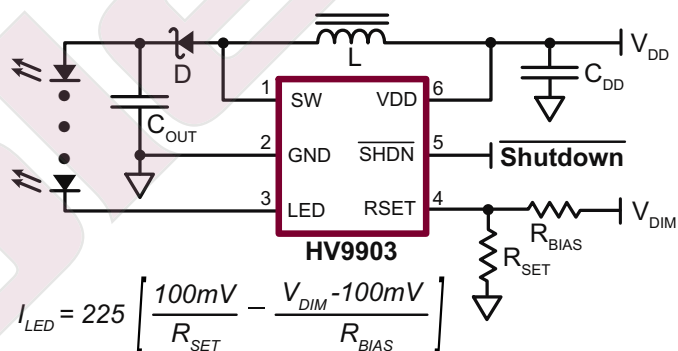 V_DD
L
D
C_DD
C_OUT
1 SW VDD 6
2 GND SHDN 5
Shutdown
3 LED RSET 4
V_DIM
R_BIAS
R_SET
HV9903
I_LED = 225 [ 100mV / R_SET − V_DIM-100mV / R_BIAS ]